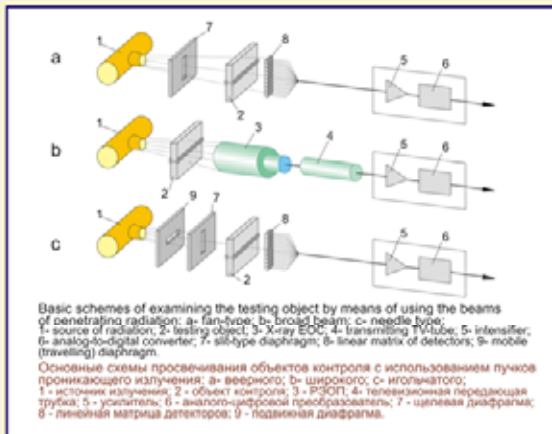 1
7
8
a
5
6
2
1
3
4
b
5
6
2
1
9
7
8
c
5
6
2
Basic schemes of examining the testing object by means of using the beams
of penetrating radiation: a- fan-type; b- broad beam; c- needle type;
1- source of radiation; 2- testing object; 3- X-ray EOC; 4- transmitting TV-tube; 5- intensifier;
6- analog-to-digital converter; 7- slit-type diaphragm; 8- linear matrix of detectors; 9- mobile
(travelling) diaphragm.
Основные схемы просвечивания объектов контроля с использованием пучков
проникающего излучения: а- веерного; b- широкого; с- игольчатого;
1 - источник излучения; 2 - объект контроля; 3 - РЭОП; 4- телевизионная передающая
трубка; 5 - усилитель; 6 - аналого-цифровой преобразователь; 7 - щелевая диафрагма;
8 - линейная матрица детекторов; 9 - подвижная диафрагма.